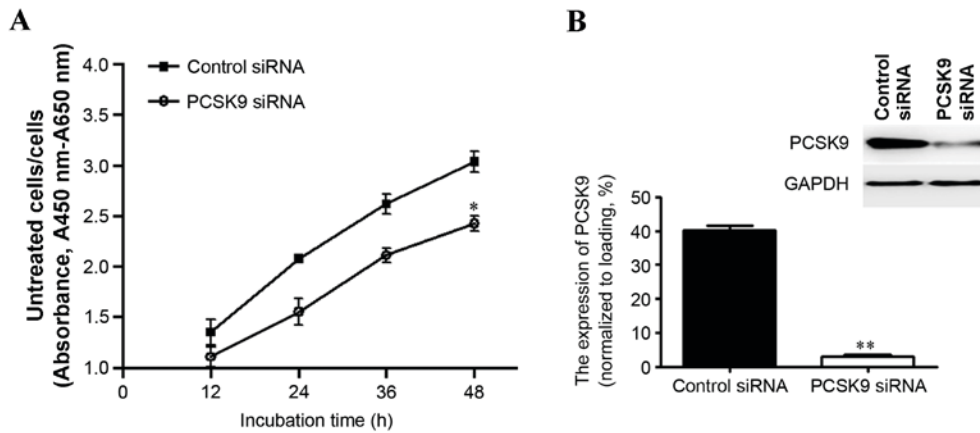 A
Untreated cells/cells
(Absorbance, A450 nm-A650 nm)
4.0
3.5
3.0
2.5
2.0
1.5
1.0
Control siRNA
PCSK9 siRNA
*
0
12
24
36
48
Incubation time (h)
B
Control
siRNA
PCSK9
siRNA
PCSK9
GAPDH
The expression of PCSK9
(normalized to loading, %)
50
40
30
20
10
0
**
Control siRNA
PCSK9 siRNA